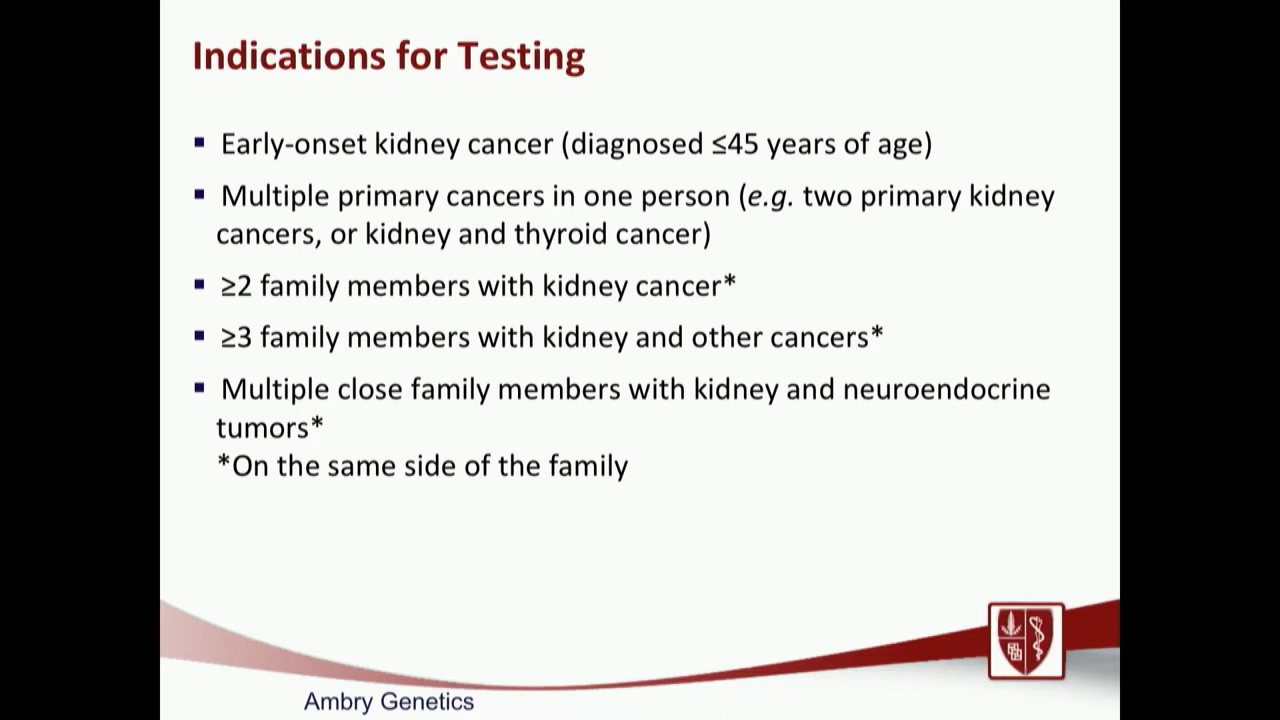 Indications for Testing
▪ Early-onset kidney cancer (diagnosed ≤45 years of age)
▪ Multiple primary cancers in one person (e.g. two primary kidney
cancers, or kidney and thyroid cancer)
▪ ≥2 family members with kidney cancer*
▪ ≥3 family members with kidney and other cancers*
▪ Multiple close family members with kidney and neuroendocrine
tumors*
*On the same side of the family
Ambry Genetics